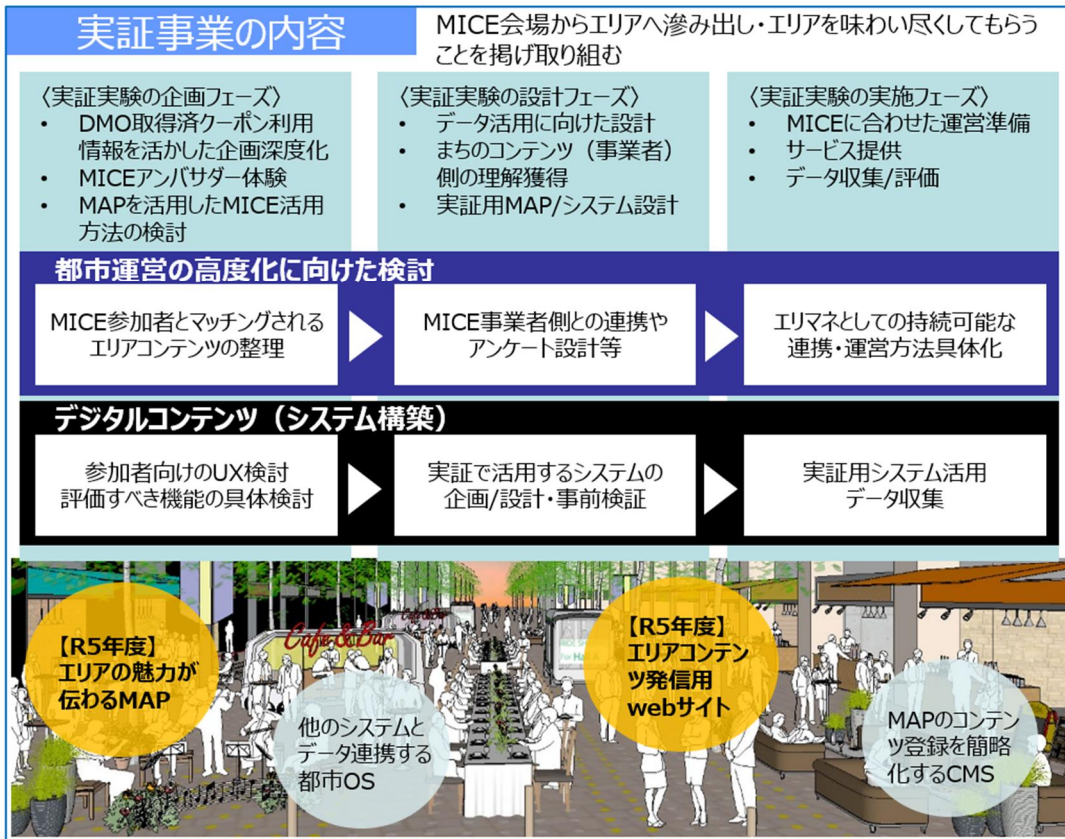 実証事業の内容
MICE会場からエリアへ滲み出し・エリアを味わい尽くしてもらう
ことを掲げ取り組む
〈実証実験の企画フェーズ〉
• DMO取得済クーポン利用
情報を活かした企画深度化
• MICEアンバサダー体験
• MAPを活用したMICE活用
方法の検討
〈実証実験の設計フェーズ〉
• データ活用に向けた設計
• まちのコンテンツ（事業者）
側の理解獲得
• 実証用MAP/システム設計
〈実証実験の実施フェーズ〉
• MICEに合わせた運営準備
• サービス提供
• データ収集/評価
都市運営の高度化に向けた検討
MICE参加者とマッチングされる
エリアコンテンツの整理
MICE事業者側との連携や
アンケート設計等
エリマネとしての持続可能な
連携・運営方法具体化
デジタルコンテンツ（システム構築）
参加者向けのUX検討
評価すべき機能の具体検討
実証で活用するシステムの
企画/設計・事前検証
実証用システム活用
データ収集
Cafe & Bar
Cafe & Bar
【R5年度】
エリアの魅力が
伝わるMAP
他のシステムと
データ連携する
都市OS
【R5年度】
エリアコンテン
ツ発信用
webサイト
MAPのコンテン
ツ登録を簡略
化するCMS